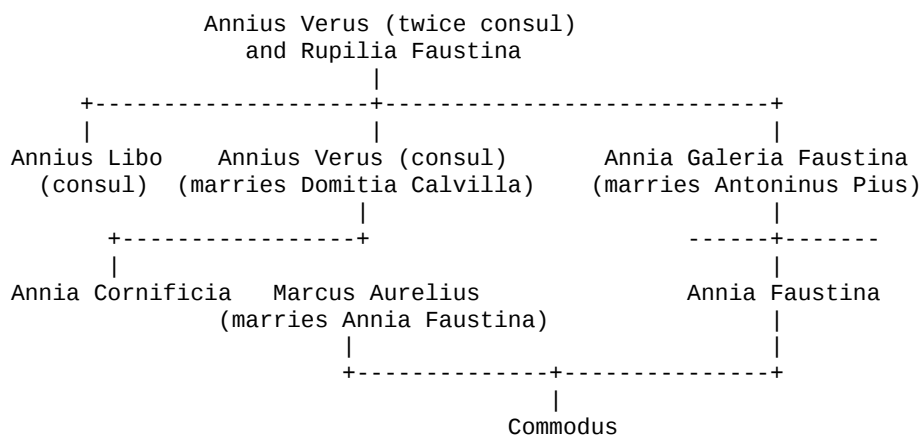 Annius Verus (twice consul)
and Rupilia Faustina
Annius Libo Annius Verus (consul) Annia Galeria Faustina
(consul) (marries Domitia Calvilla) (marries Antoninus Pius)
Annia Cornificia Marcus Aurelius Annia Faustina
(marries Annia Faustina)
Commodus